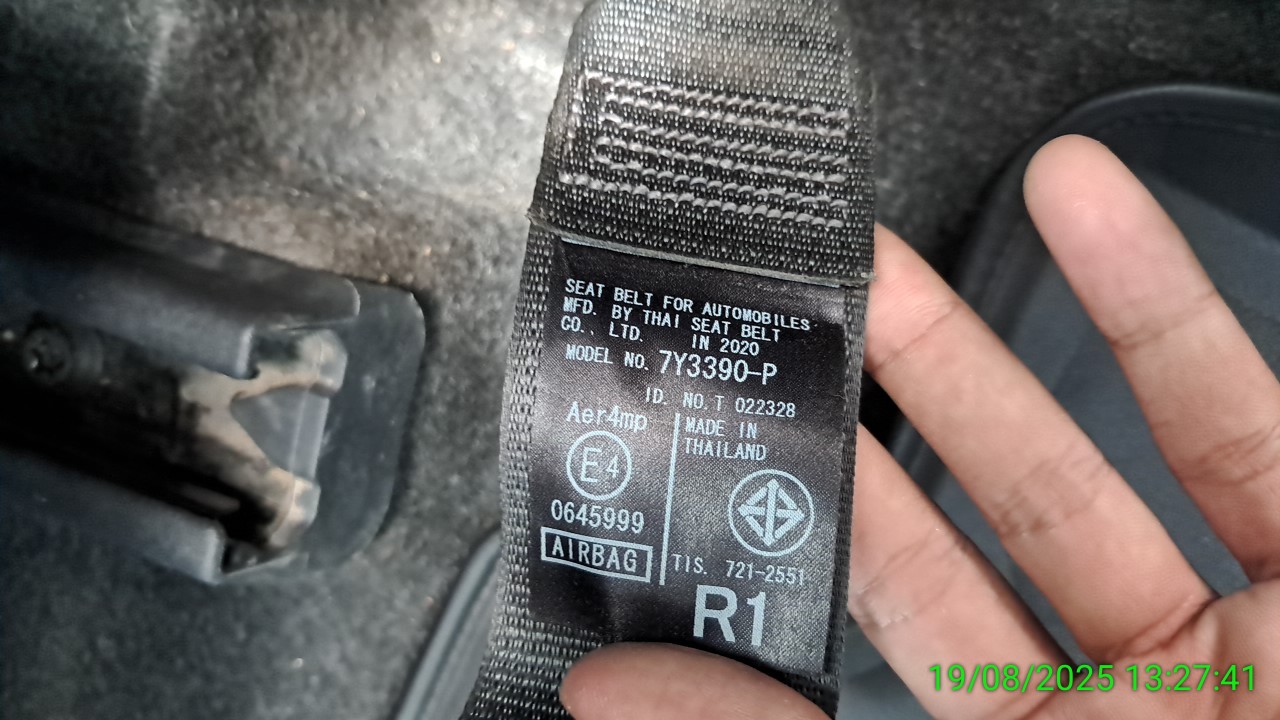 SEAT BELT FOR AUTOMOBILES
MFD. BY THAI SEAT BELT
CO., LTD. IN 2020
MODEL NO. 7Y3390-P
ID. NO. T 022328
Aer4mp
E4
0645999
AIRBAG
MADE IN
THAILAND
TIS. 721-2551
R1
19/08/2025 13:27:41